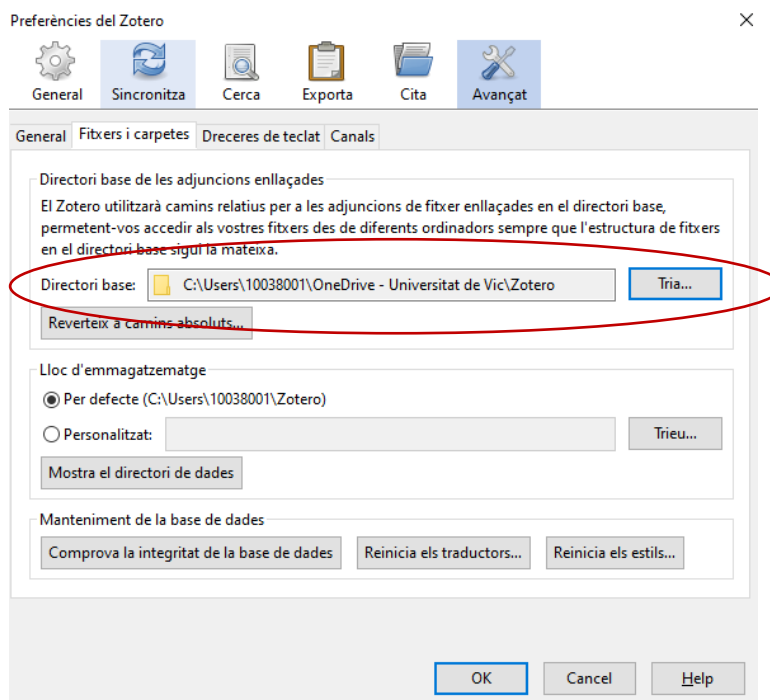 Preferències del Zotero
General Sincronitza Cerca Exporta Cita Avançat
General Fitxers i carpetes Dreceres de teclat Canals
Directori base de les adjuncions enllaçades
El Zotero utilitzarà camins relatius per a les adjuncions de fitxer enllaçades en el directori base,
permetent-vos accedir als vostres fitxers des de diferents ordinadors sempre que l'estructura de fitxers
en el directori base sigui la mateixa.
Directori base: C:\Users\10038001\OneDrive - Universitat de Vic\Zotero Tria...
Reverteix a camins absoluts...
Lloc d'emmagatzematge
Per defecte (C:\Users\10038001\Zotero)
Personalitzat: Trieu...
Mostra el directori de dades
Manteniment de la base de dades
Comprova la integritat de la base de dades Reinicia els traductors... Reinicia els estils...
OK Cancel Help